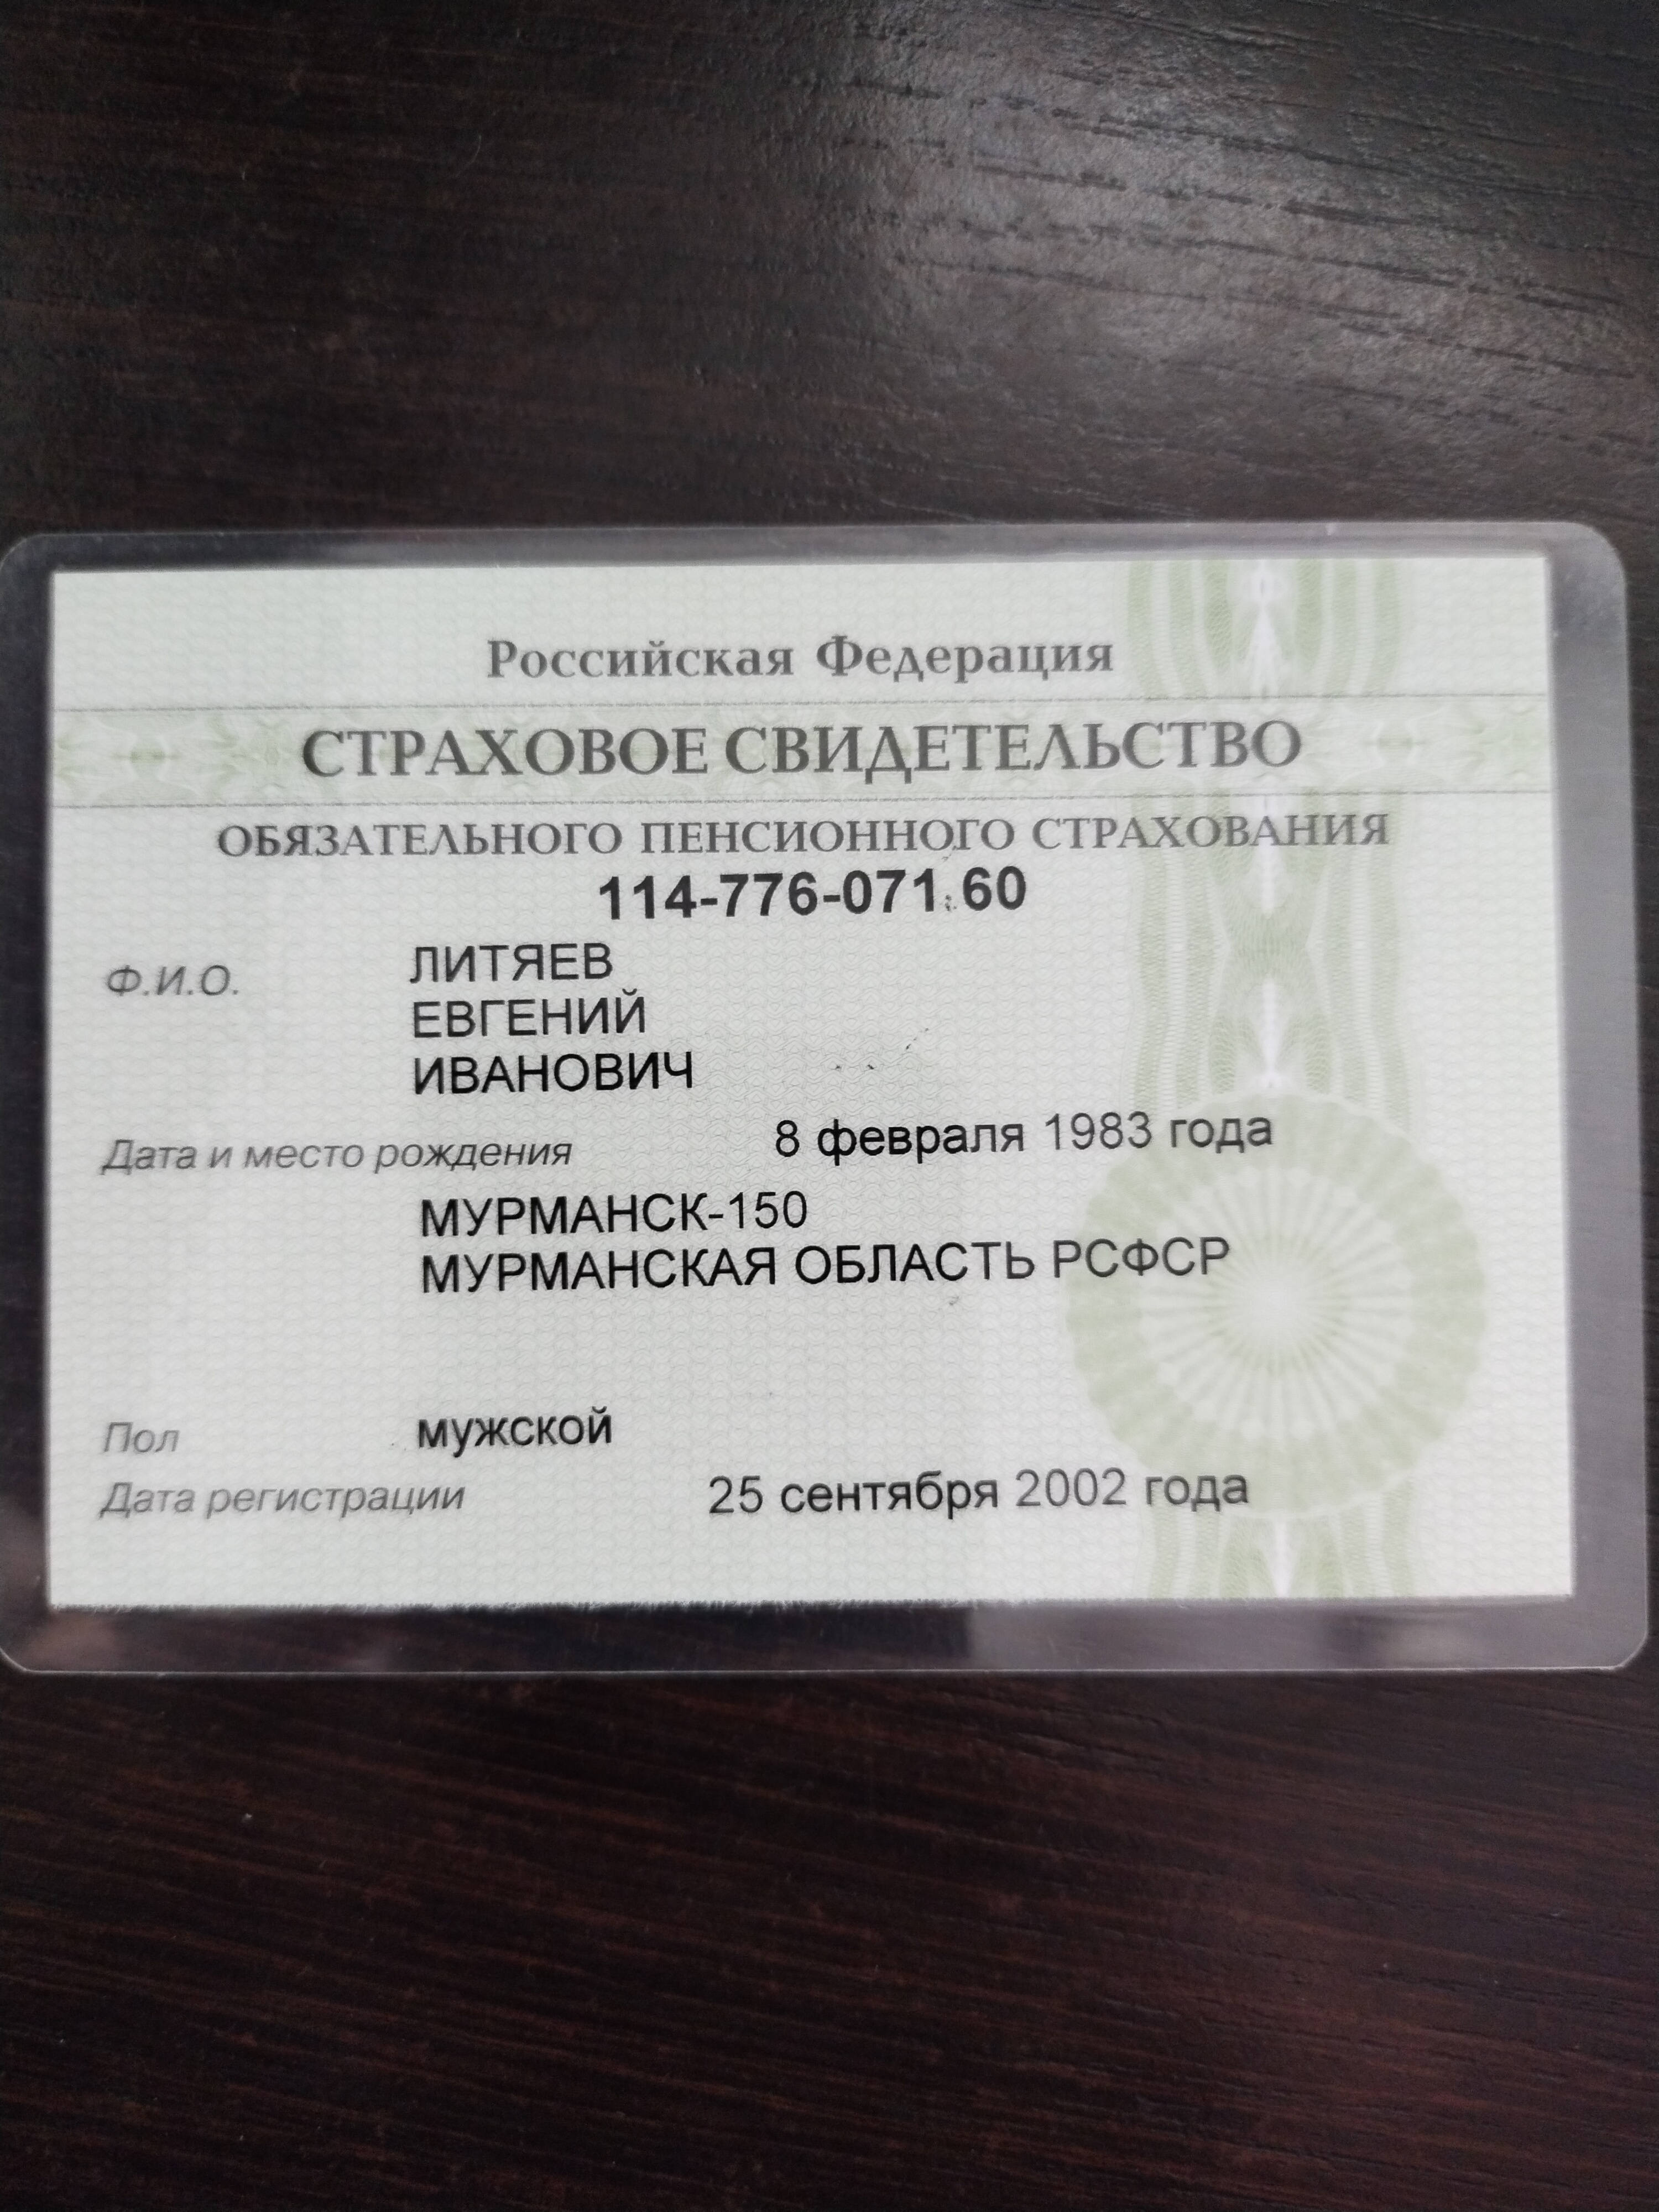 Российская Федерация
СТРАХОВОЕ СВИДЕТЕЛЬСТВО
ОБЯЗАТЕЛЬНОГО ПЕНСИОННОГО СТРАХОВАНИЯ
114-776-071 60
Ф.И.О. ЛИТЯЕВ
ЕВГЕНИЙ
ИВАНОВИЧ
Дата и место рождения 8 февраля 1983 года
МУРМАНСК-150
МУРМАНСКАЯ ОБЛАСТЬ РСФСР
Пол мужской
Дата регистрации 25 сентября 2002 года